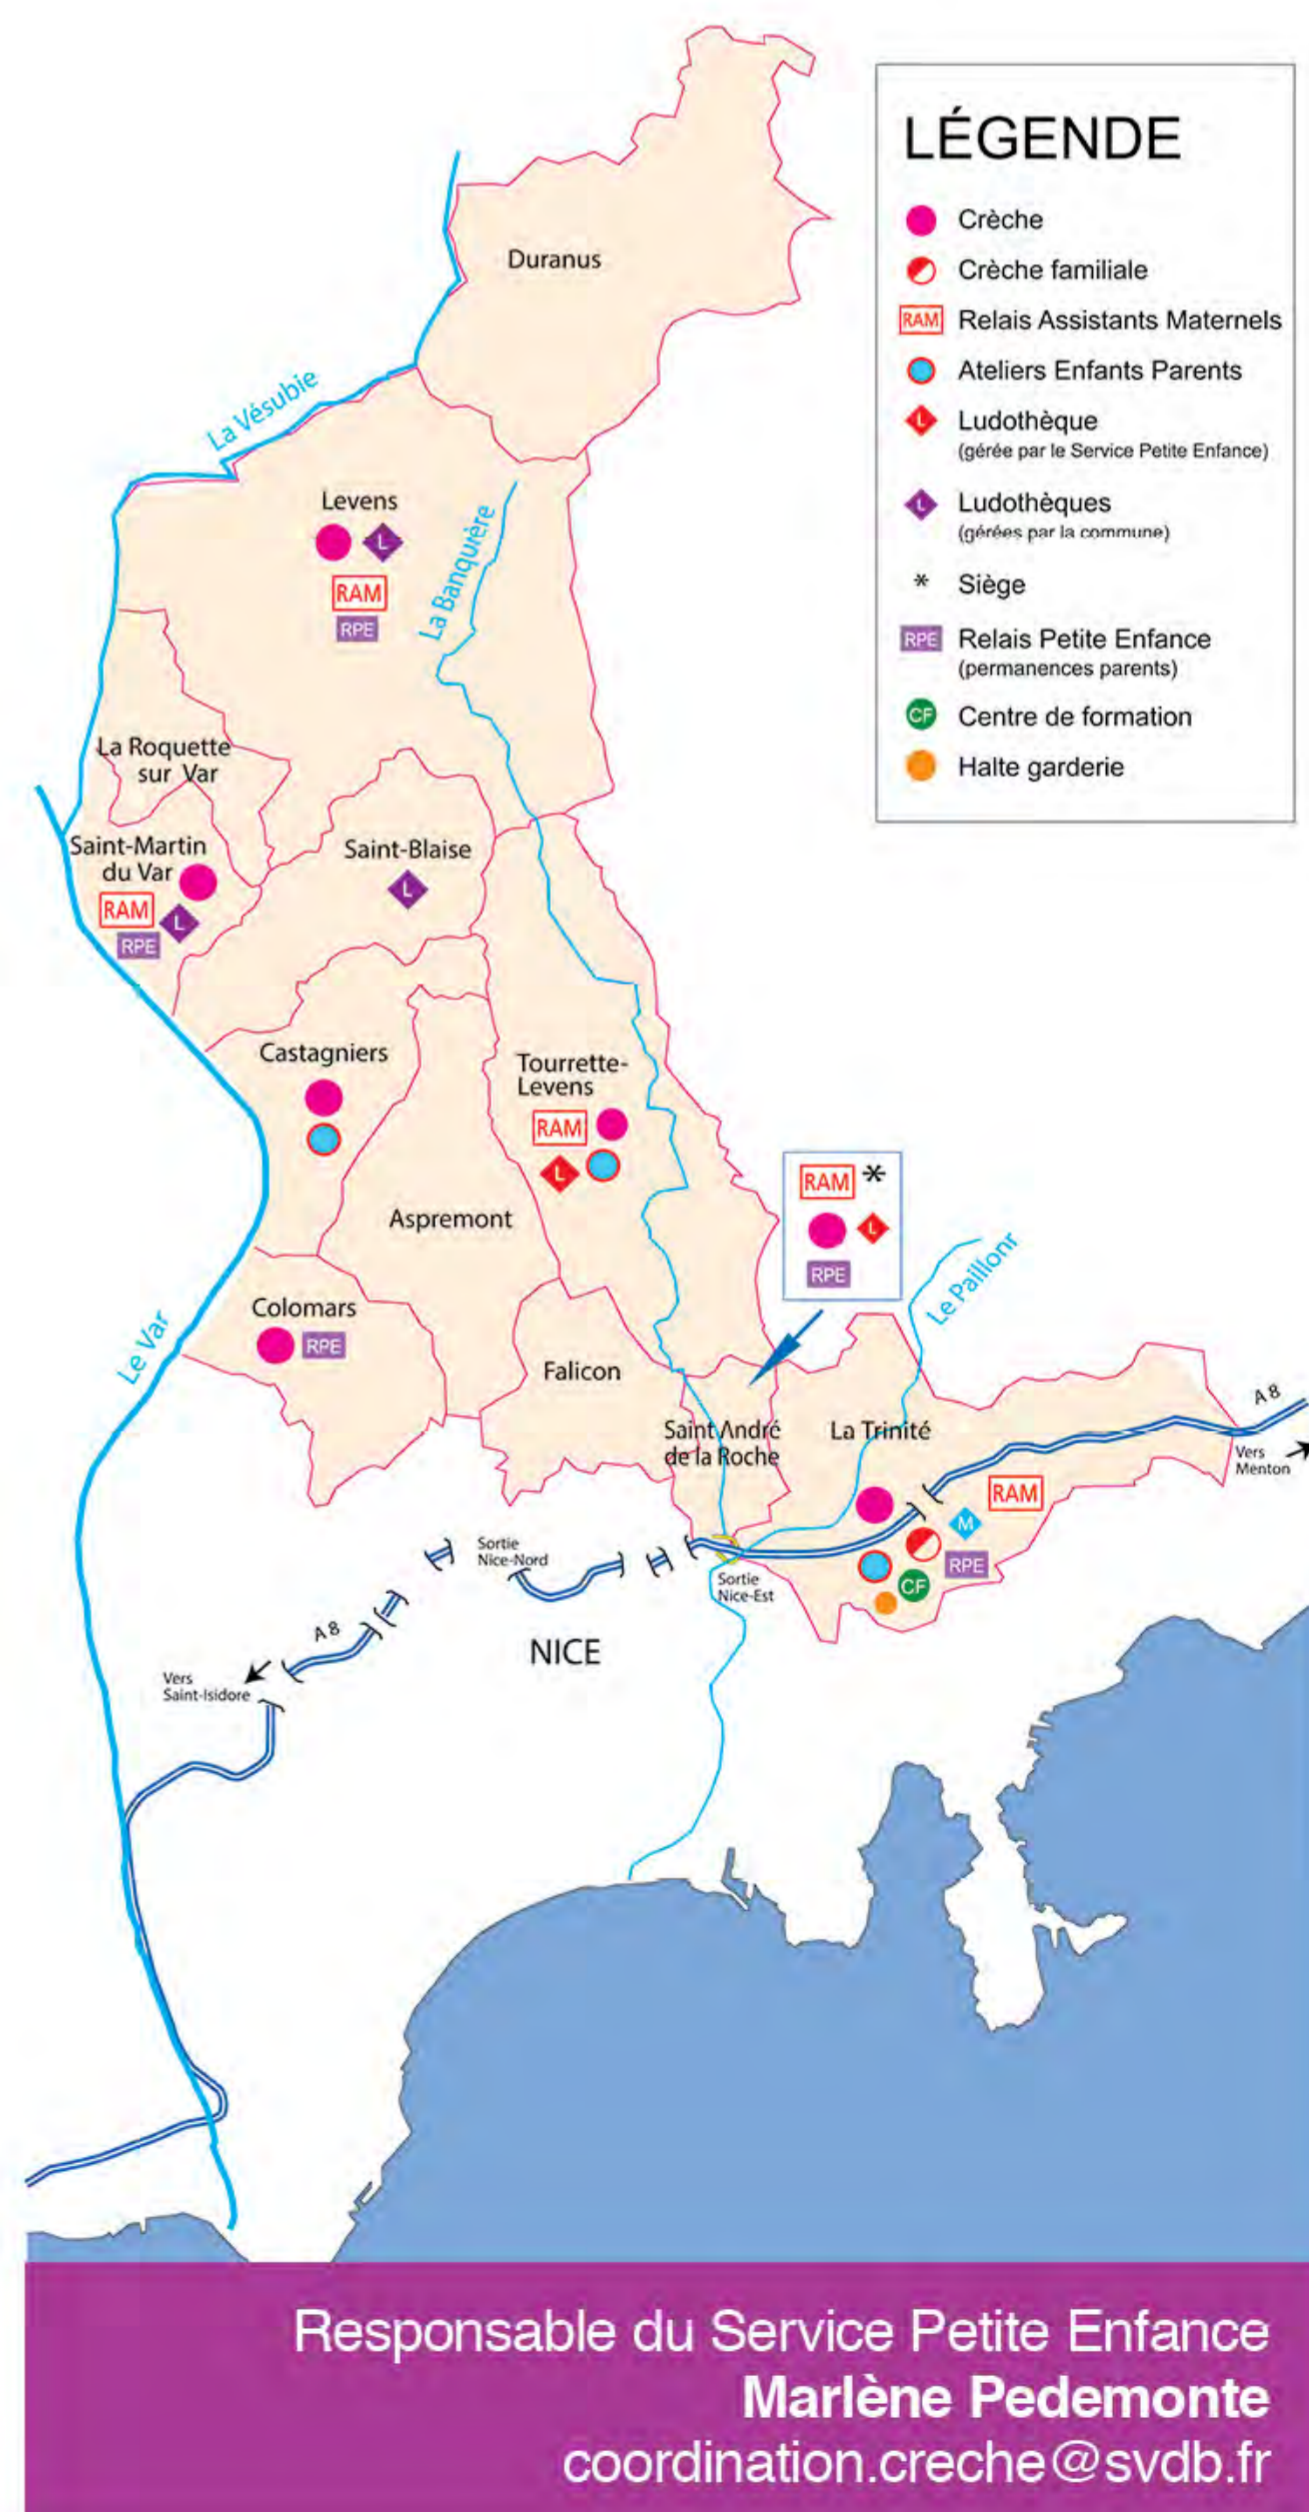 LÉGENDE
Crèche
Crèche familiale
RAM Relais Assistants Maternels
Ateliers Enfants Parents
L Ludothèque
(gérée par le Service Petite Enfance)
L Ludothèques
(gérées par la commune)
* Siège
RPE Relais Petite Enfance
(permanences parents)
CF Centre de formation
Halte garderie
Duranus
La Vésubie
Levens
L
RAM
RPE
La Banquière
La Roquette
sur Var
Saint-Martin
du Var
RAM
L
RPE
Saint-Blaise
L
Castagniers
Tourrette-
Levens
RAM
L
Aspremont
RAM *
L
RPE
Le Paillonr
Colomars
RPE
Le Var
Falicon
Saint André
de la Roche
La Trinité
A 8
Vers
Menton
RAM
M
RPE
CF
Sortie
Nice-Nord
Sortie
Nice-Est
A 8
NICE
Vers
Saint-Isidore
Responsable du Service Petite Enfance
Marlène Pedemonte
coordination.creche@svdb.fr